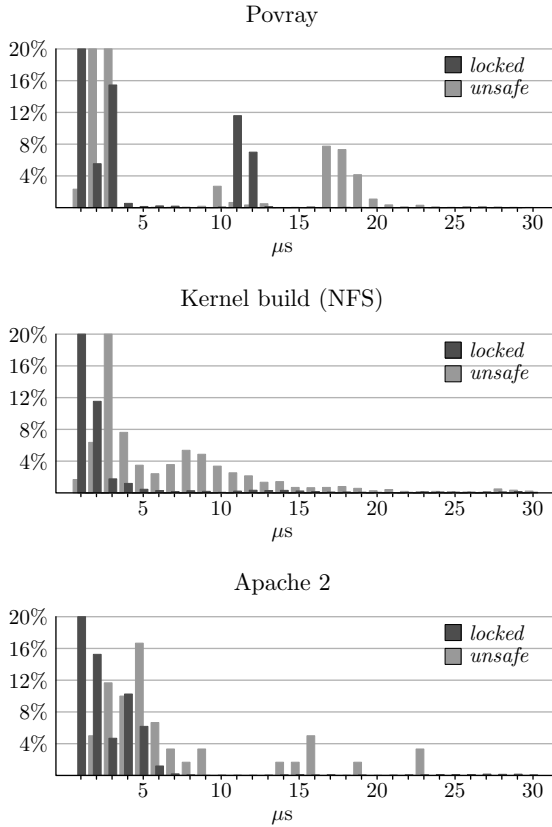 Povray
20%
16%
12%
8%
4%
locked
unsafe
5 10 15 20 25 30
μs
Kernel build (NFS)
20%
16%
12%
8%
4%
locked
unsafe
5 10 15 20 25 30
μs
Apache 2
20%
16%
12%
8%
4%
locked
unsafe
5 10 15 20 25 30
μs